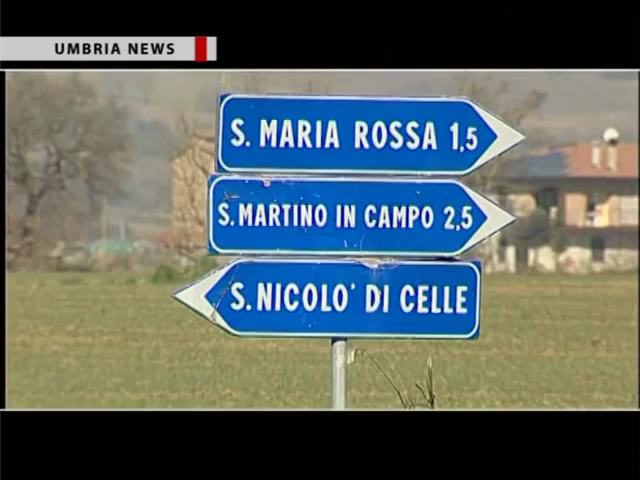 UMBRIA NEWS
S. MARIA ROSSA 1,5
S. MARTINO IN CAMPO 2,5
S. NICOLO' DI CELLE